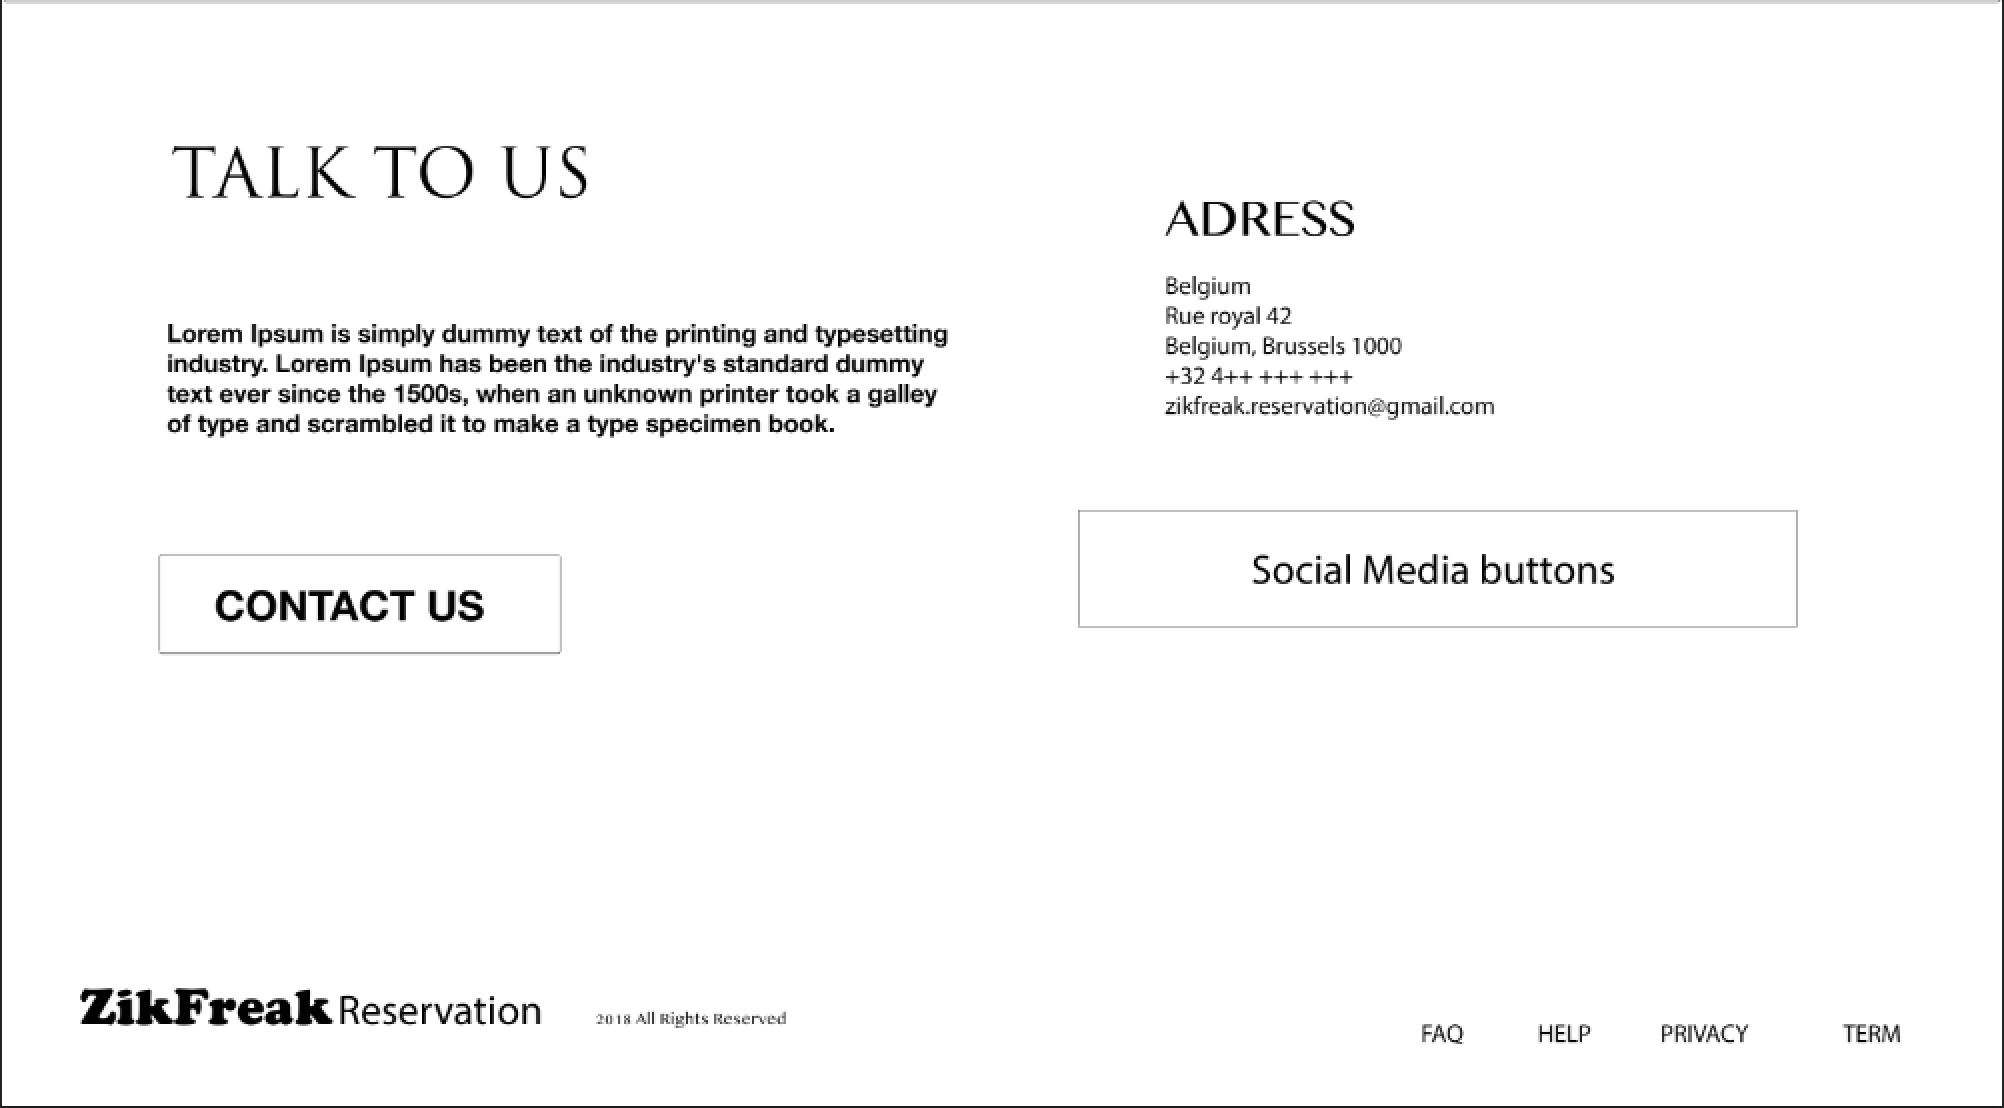 TALK TO US
Lorem Ipsum is simply dummy text of the printing and typesetting
industry. Lorem Ipsum has been the industry's standard dummy
text ever since the 1500s, when an unknown printer took a galley
of type and scrambled it to make a type specimen book.
CONTACT US
ADRESS
Belgium
Rue royal 42
Belgium, Brussels 1000
+32 4++ +++ +++
zikfreak.reservation@gmail.com
Social Media buttons
ZikFreak Reservation
2018 All Rights Reserved
FAQ HELP PRIVACY TERM